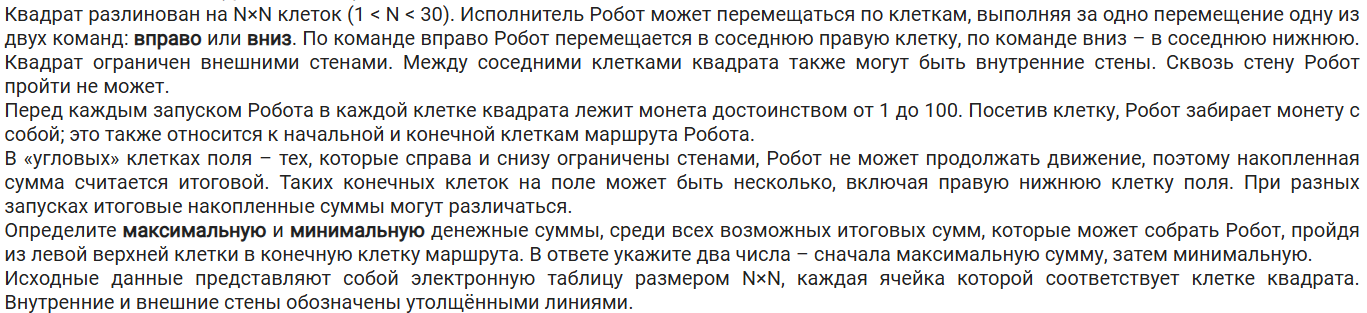 Квадрат разлинован на N×N клеток (1 < N < 30). Исполнитель Робот может перемещаться по клеткам, выполняя за одно перемещение одну из
двух команд: вправо или вниз. По команде вправо Робот перемещается в соседнюю правую клетку, по команде вниз – в соседнюю нижнюю.
Квадрат ограничен внешними стенами. Между соседними клетками квадрата также могут быть внутренние стены. Сквозь стену Робот
пройти не может.
Перед каждым запуском Робота в каждой клетке квадрата лежит монета достоинством от 1 до 100. Посетив клетку, Робот забирает монету с
собой; это также относится к начальной и конечной клеткам маршрута Робота.
В «угловых» клетках поля – тех, которые справа и снизу ограничены стенами, Робот не может продолжать движение, поэтому накопленная
сумма считается итоговой. Таких конечных клеток на поле может быть несколько, включая правую нижнюю клетку поля. При разных
запусках итоговые накопленные суммы могут различаться.
Определите максимальную и минимальную денежные суммы, среди всех возможных итоговых сумм, которые может собрать Робот, пройдя
из левой верхней клетки в конечную клетку маршрута. В ответе укажите два числа – сначала максимальную сумму, затем минимальную.
Исходные данные представляют собой электронную таблицу размером N×N, каждая ячейка которой соответствует клетке квадрата.
Внутренние и внешние стены обозначены утолщёнными линиями.